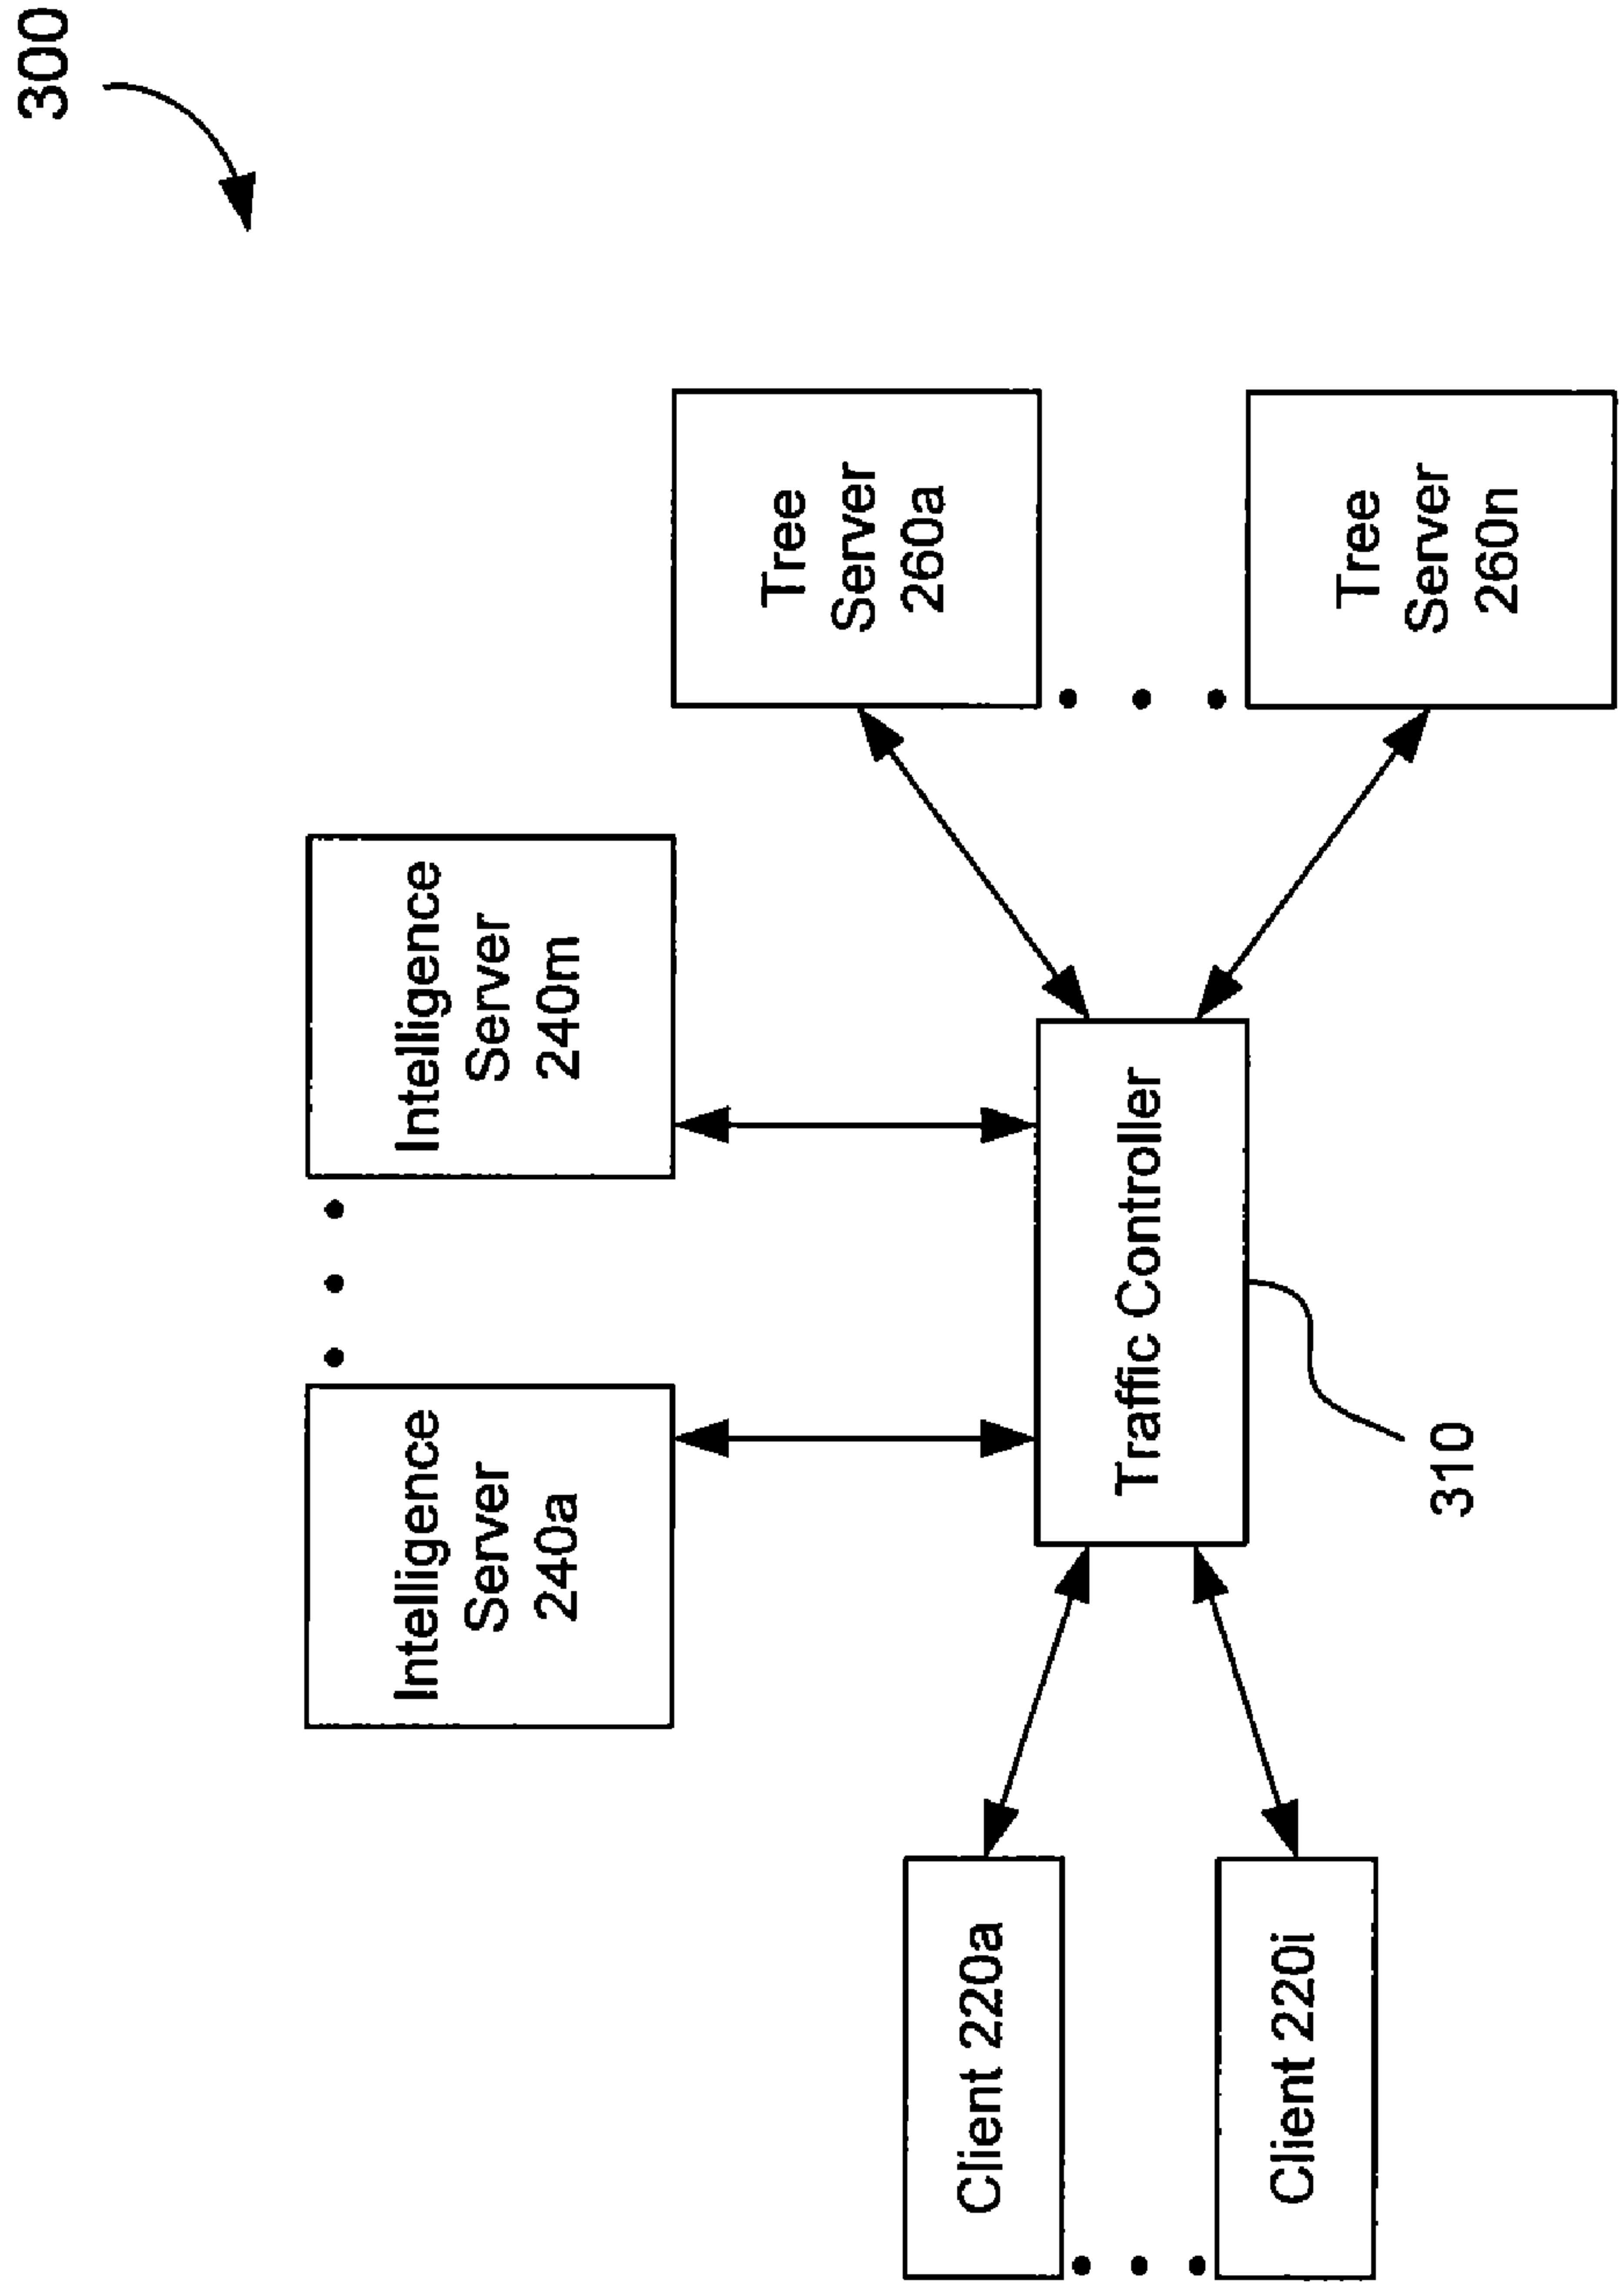 300
Intelligence
Server
240a
Intelligence
Server
240m
Tree
Server
260a
Tree
Server
260n
Traffic Controller
310
Client 220a
Client 220i